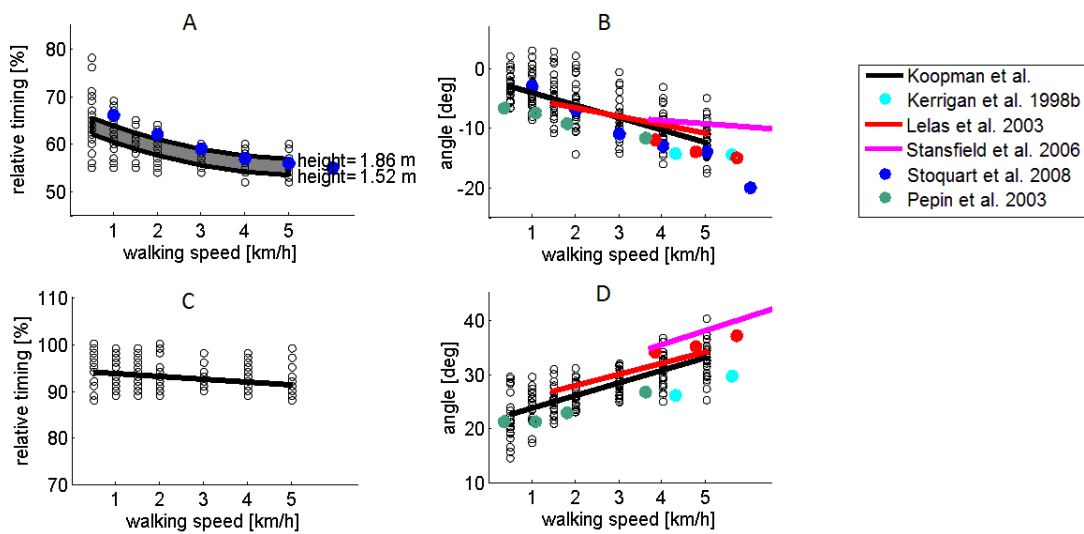 A
relative timing [%]
80
70
60
50
height= 1.86 m
height= 1.52 m
1 2 3 4 5
walking speed [km/h]
B
angle [deg]
0
-10
-20
1 2 3 4 5
walking speed [km/h]
Koopman et al.
Kerrigan et al. 1998b
Lelas et al. 2003
Stansfield et al. 2006
Stoquart et al. 2008
Pepin et al. 2003
C
relative timing [%]
110
100
90
80
70
1 2 3 4 5
walking speed [km/h]
D
angle [deg]
40
30
20
10
1 2 3 4 5
walking speed [km/h]